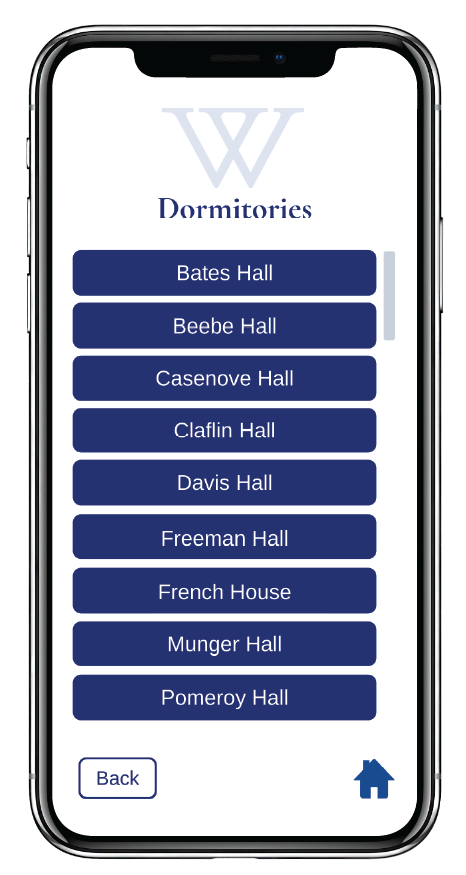 W
Dormitories
Bates Hall
Beebe Hall
Casenove Hall
Claflin Hall
Davis Hall
Freeman Hall
French House
Munger Hall
Pomeroy Hall
Back